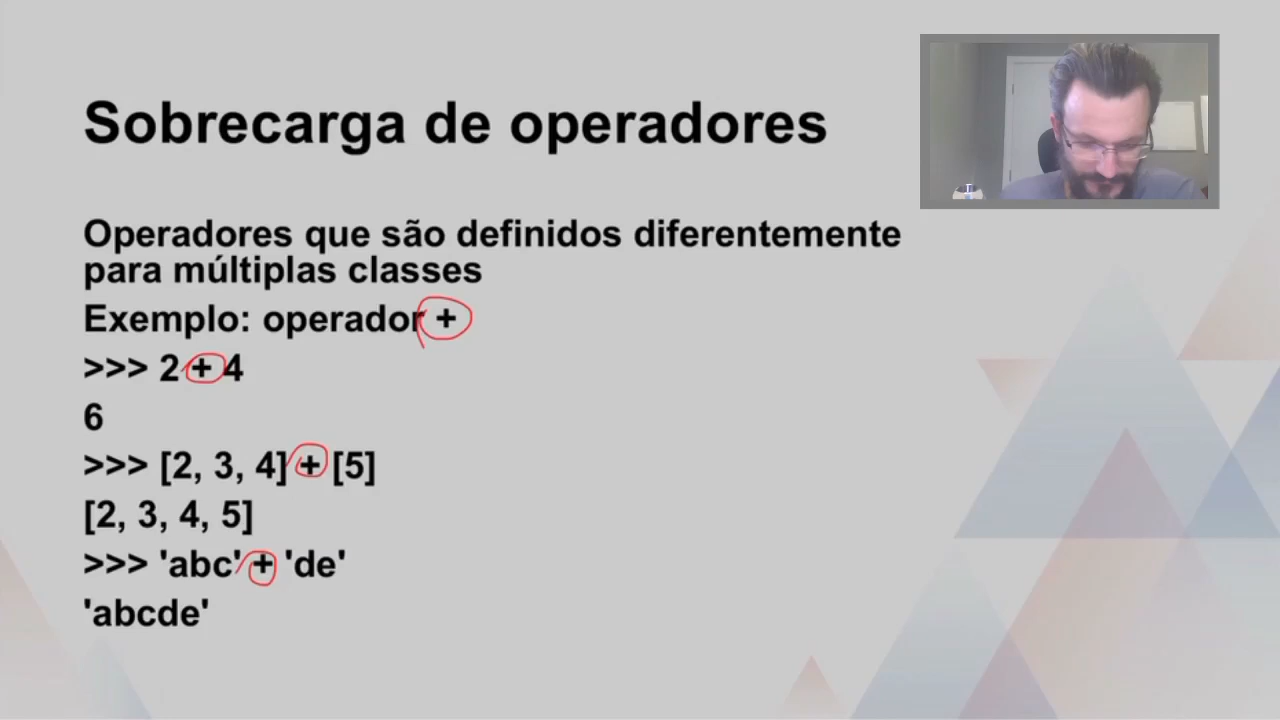 Sobrecarga de operadores
Operadores que são definidos diferentemente
para múltiplas classes
Exemplo: operador +
>>> 2 + 4
6
>>> [2, 3, 4] + [5]
[2, 3, 4, 5]
>>> 'abc' + 'de'
'abcde'